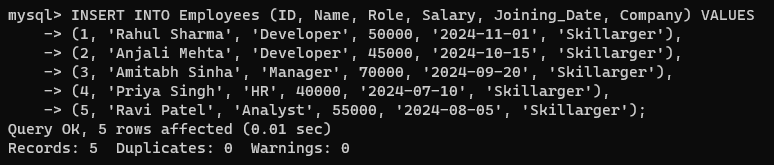 mysql> INSERT INTO Employees (ID, Name, Role, Salary, Joining_Date, Company) VALUES
    -> (1, 'Rahul Sharma', 'Developer', 50000, '2024-11-01', 'Skillarger'),
    -> (2, 'Anjali Mehta', 'Developer', 45000, '2024-10-15', 'Skillarger'),
    -> (3, 'Amitabh Sinha', 'Manager', 70000, '2024-09-20', 'Skillarger'),
    -> (4, 'Priya Singh', 'HR', 40000, '2024-07-10', 'Skillarger'),
    -> (5, 'Ravi Patel', 'Analyst', 55000, '2024-08-05', 'Skillarger');
Query OK, 5 rows affected (0.01 sec)
Records: 5  Duplicates: 0  Warnings: 0